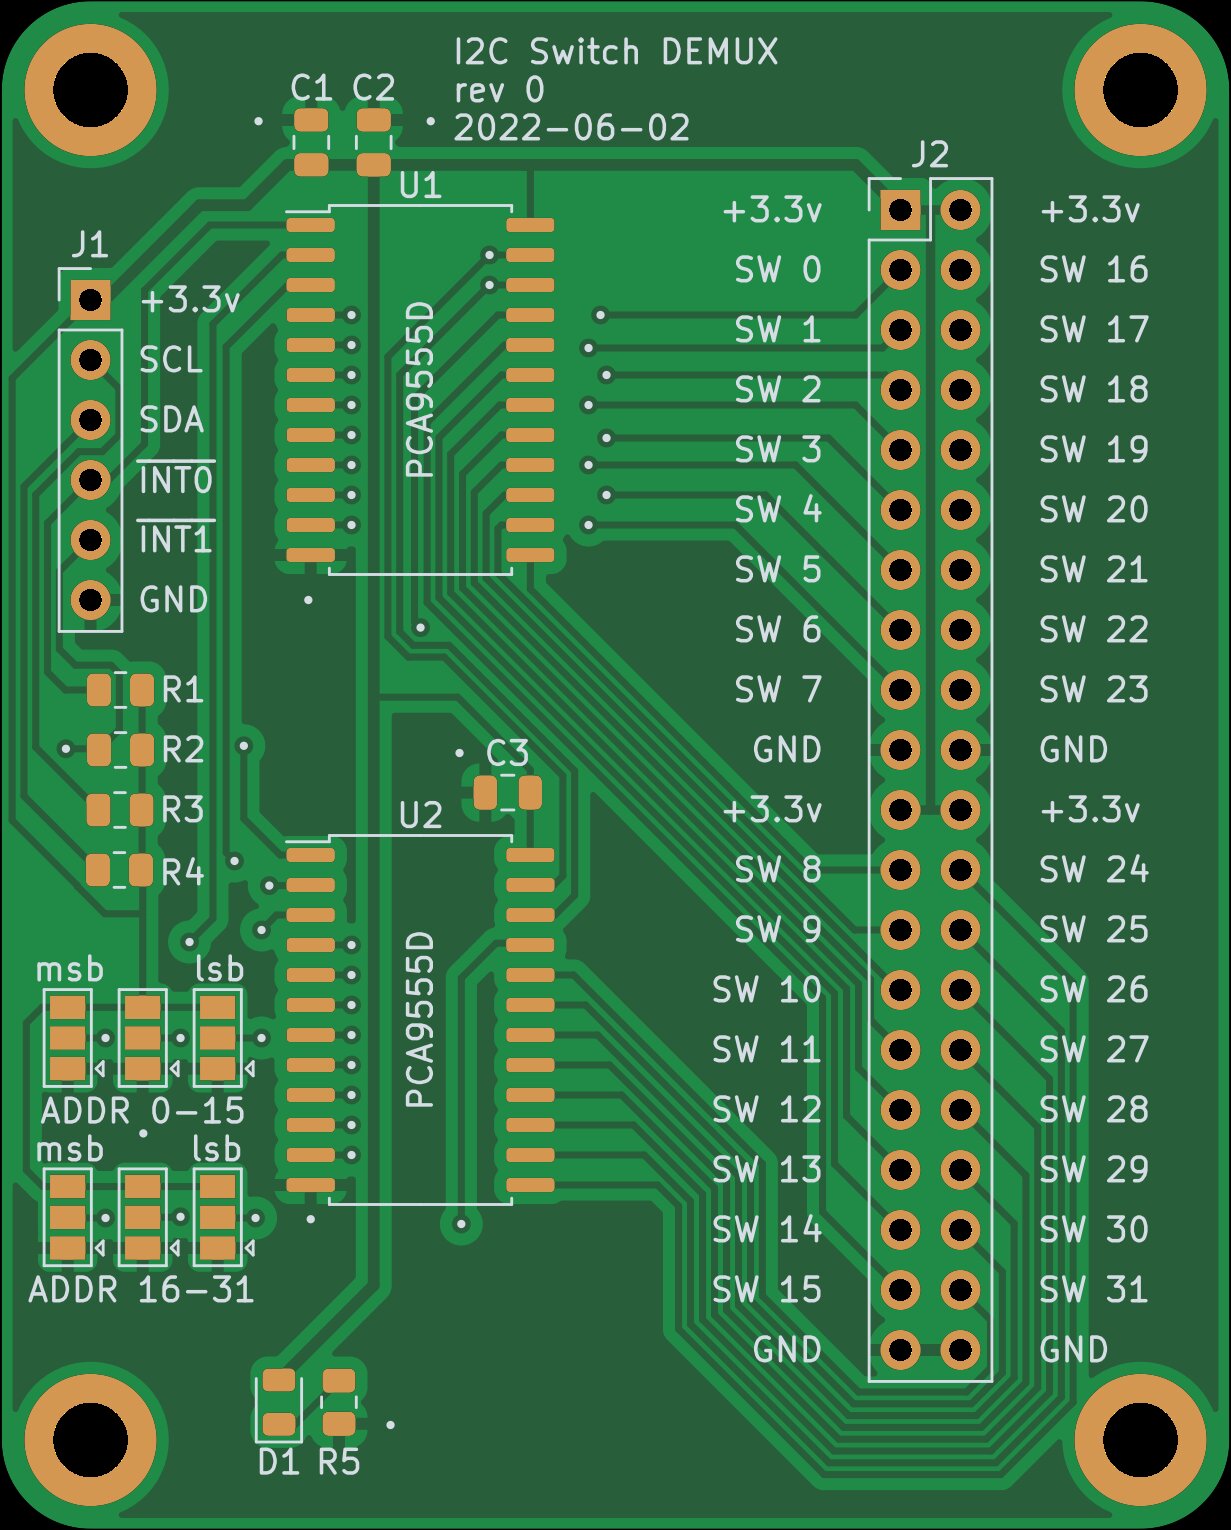 I2C Switch DEMUX
rev 0
2022-06-02
C1 C2
J2
U1
J1
+3.3v
SCL
SDA
INT0
INT1
GND
PCA9555D
+3.3v +3.3v
SW 0 SW 16
SW 1 SW 17
SW 2 SW 18
SW 3 SW 19
SW 4 SW 20
SW 5 SW 21
SW 6 SW 22
SW 7 SW 23
GND GND
+3.3v +3.3v
SW 8 SW 24
SW 9 SW 25
SW 10 SW 26
SW 11 SW 27
SW 12 SW 28
SW 13 SW 29
SW 14 SW 30
SW 15 SW 31
GND GND
R1
R2
R3
R4
C3
U2
PCA9555D
msb lsb
ADDR 0-15
msb lsb
ADDR 16-31
D1 R5